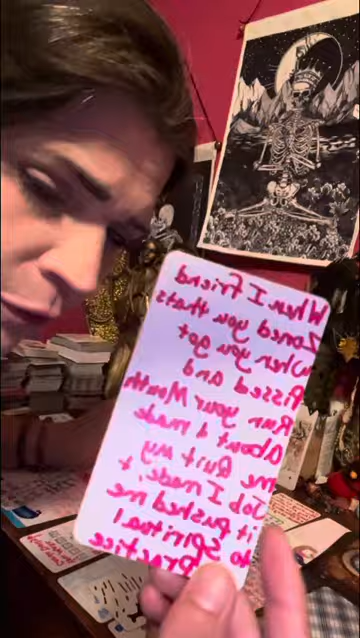 When I friend
Zoned you thats
When you got
Pissed and
Ran your Mouth
About & made
me Quit My
Job I made, &
it pushed me
to Spiritual
practice